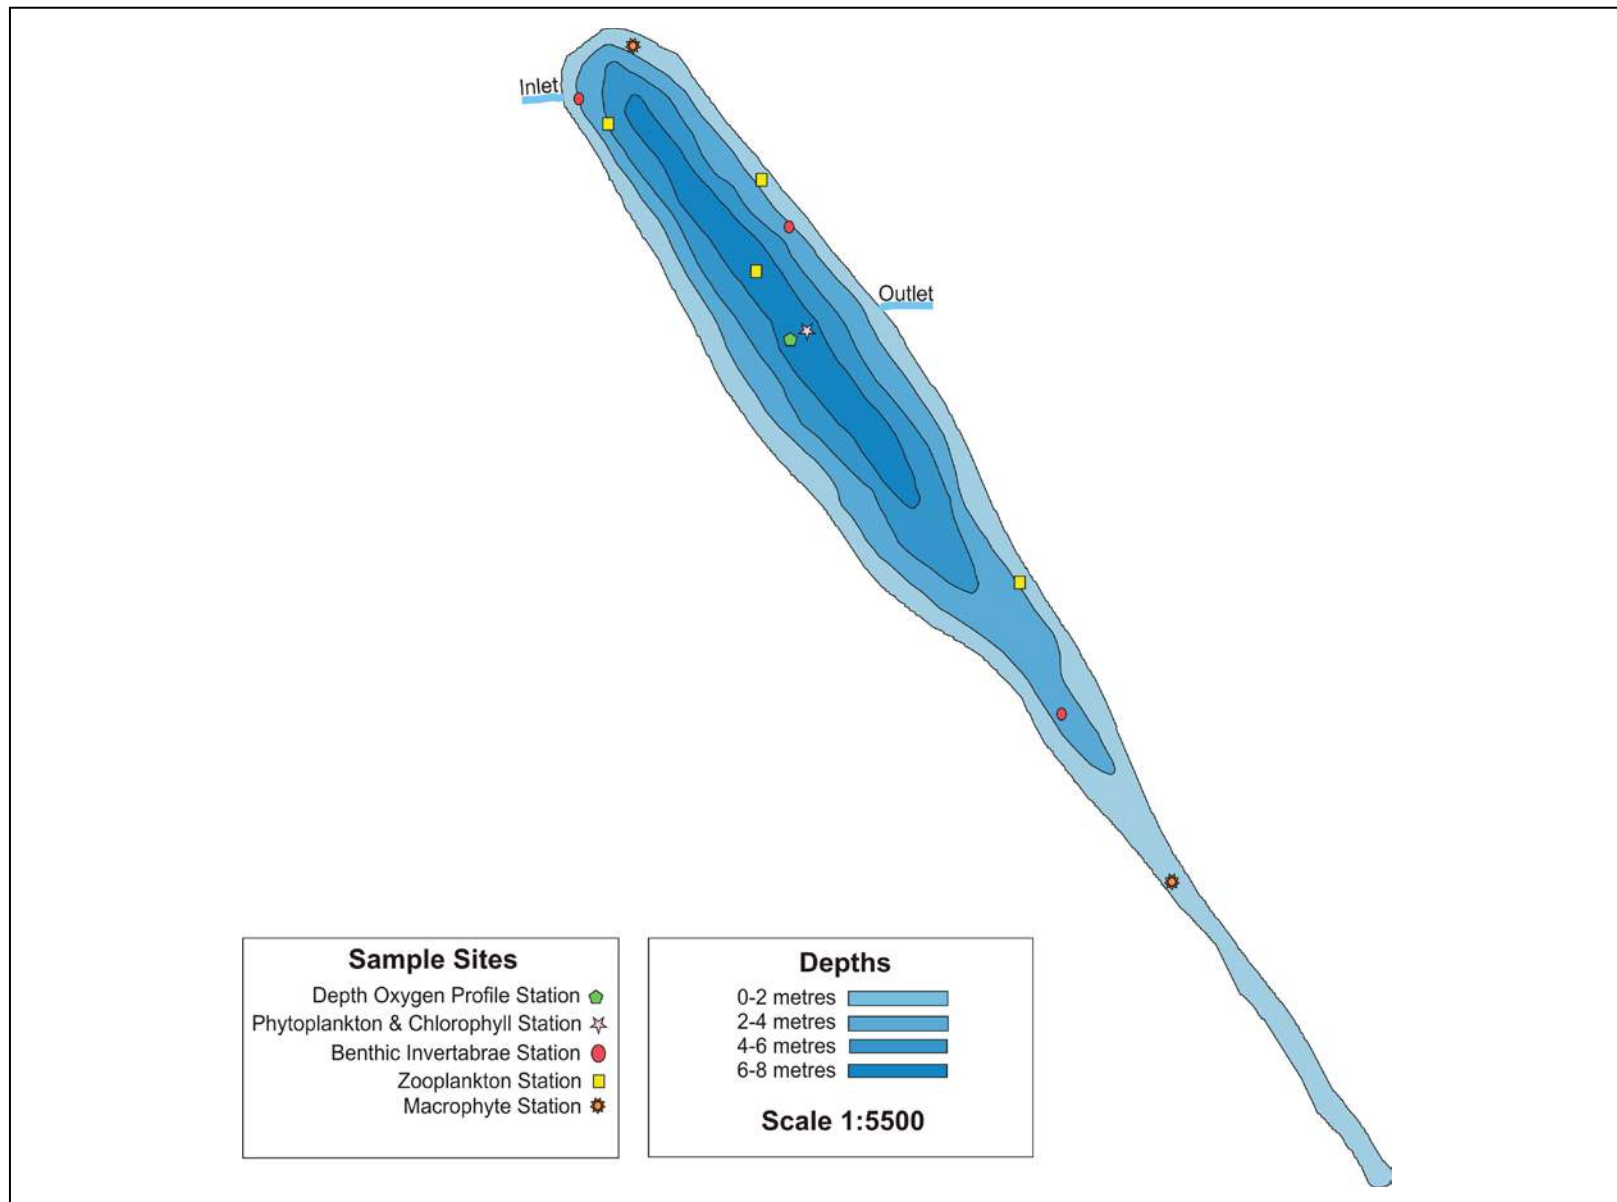 Inlet
Outlet
Sample Sites
Depth Oxygen Profile Station
Phytoplankton & Chlorophyll Station
Benthic Invertabrae Station
Zooplankton Station
Macrophyte Station
Depths
0-2 metres
2-4 metres
4-6 metres
6-8 metres
Scale 1:5500